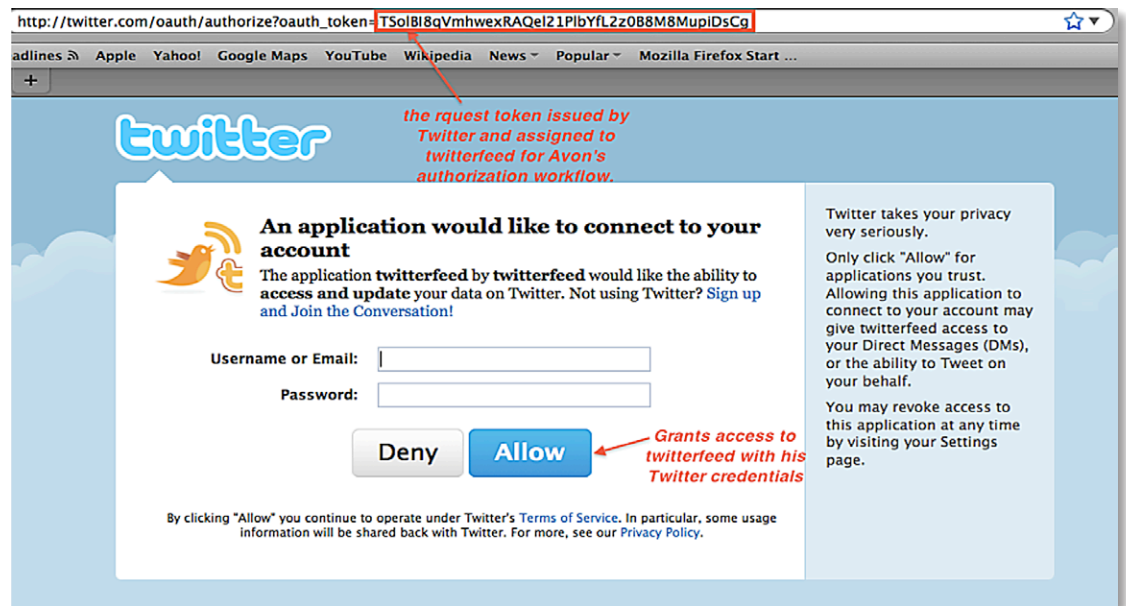 http://twitter.com/oauth/authorize?oauth_token=TSolBI8qVmhwexRAQel21PlbYfL2z0B8M8MupiDsCg
adlines Apple Yahoo! Google Maps YouTube Wikipedia News Popular Mozilla Firefox Start ...
+
the rquest token issued by
Twitter and assigned to
twitterfeed for Avon's
authorization workflow.
twitter
An application would like to connect to your
account
The application twitterfeed by twitterfeed would like the ability to
access and update your data on Twitter. Not using Twitter? Sign up
and Join the Conversation!
Username or Email:
Password:
Deny
Allow
Grants access to
twitterfeed with his
Twitter credentials
By clicking "Allow" you continue to operate under Twitter's Terms of Service. In particular, some usage
information will be shared back with Twitter. For more, see our Privacy Policy.
Twitter takes your privacy
very seriously.
Only click "Allow" for
applications you trust.
Allowing this application to
connect to your account may
give twitterfeed access to
your Direct Messages (DMs),
or the ability to Tweet on
your behalf.
You may revoke access to
this application at any time
by visiting your Settings
page.